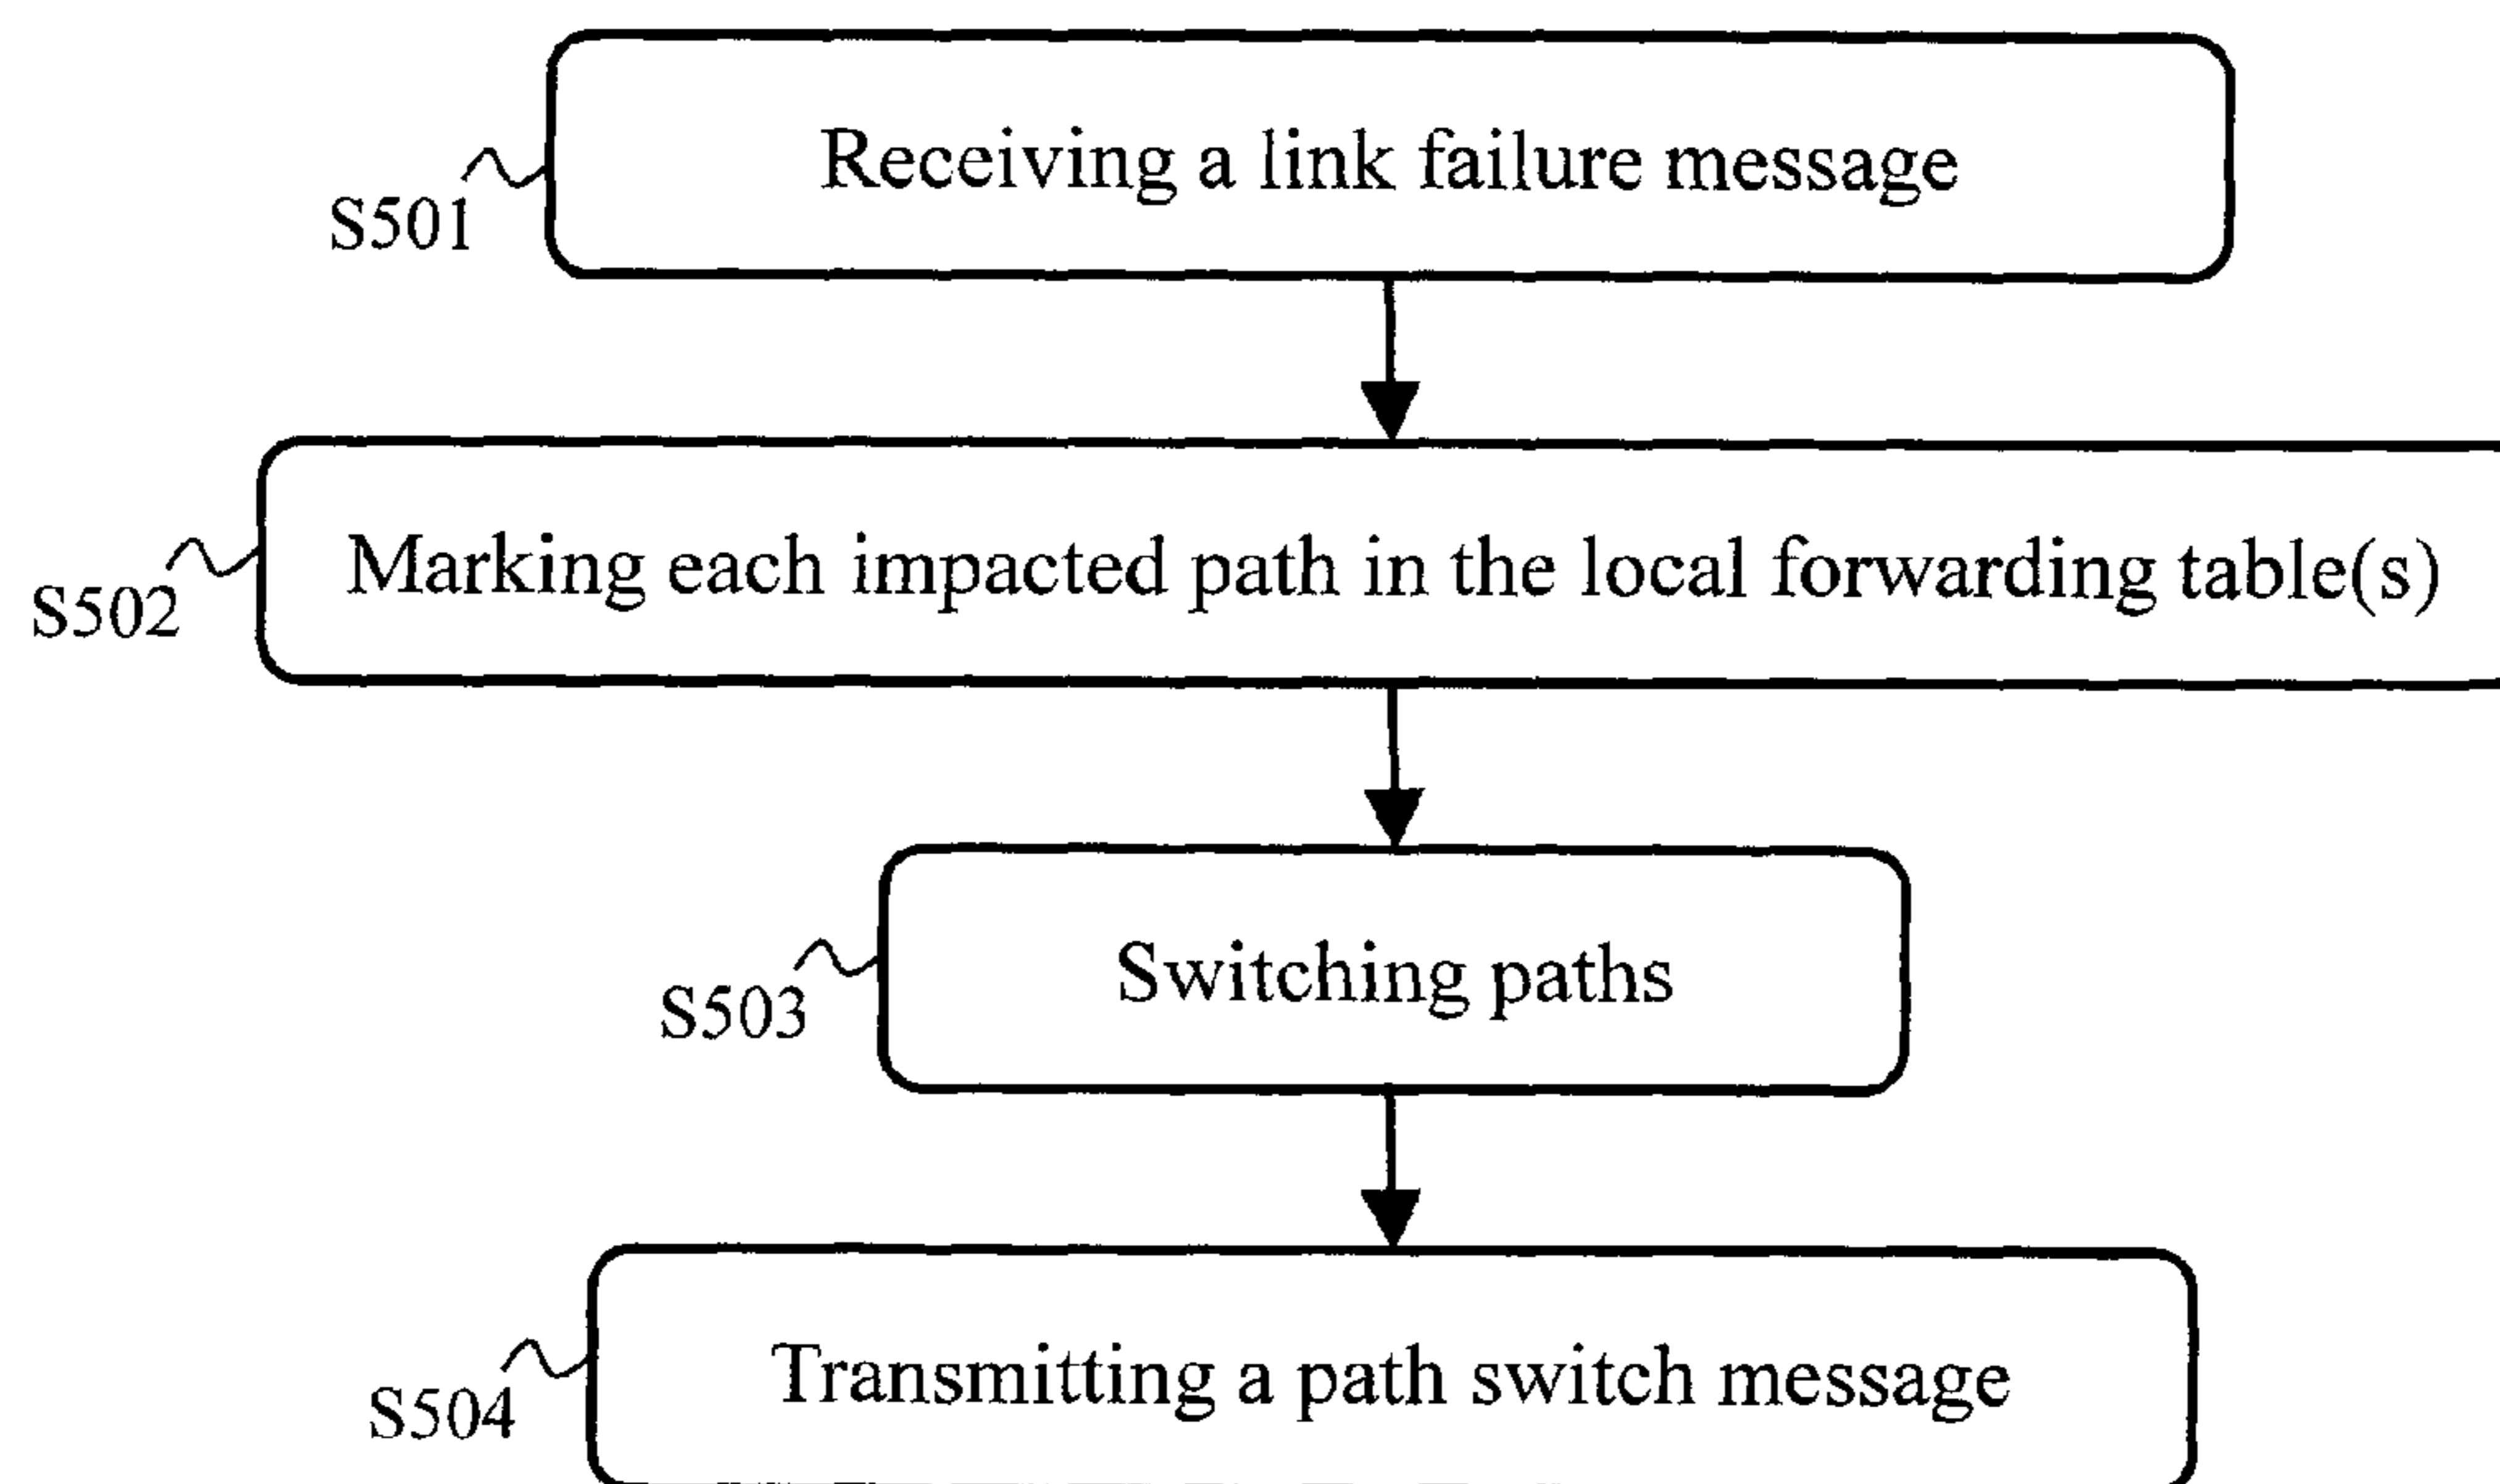 Receiving a link failure message
S501
Marking each impacted path in the local forwarding table(s)
S502
Switching paths
S503
Transmitting a path switch message
S504